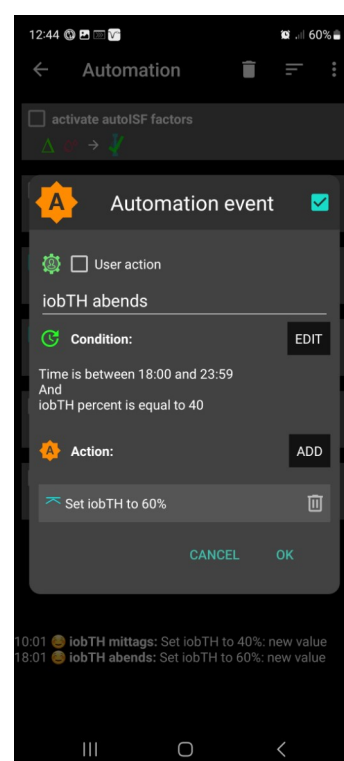 12:44
60%
Automation
activate autoISF factors
Δ →
A Automation event
User action
iobTH abends
Condition:
EDIT
Time is between 18:00 and 23:59
And
iobTH percent is equal to 40
A Action:
ADD
Set iobTH to 60%
CANCEL OK
10:01 😄 iobTH mittags: Set iobTH to 40%: new value
18:01 😄 iobTH abends: Set iobTH to 60%: new value